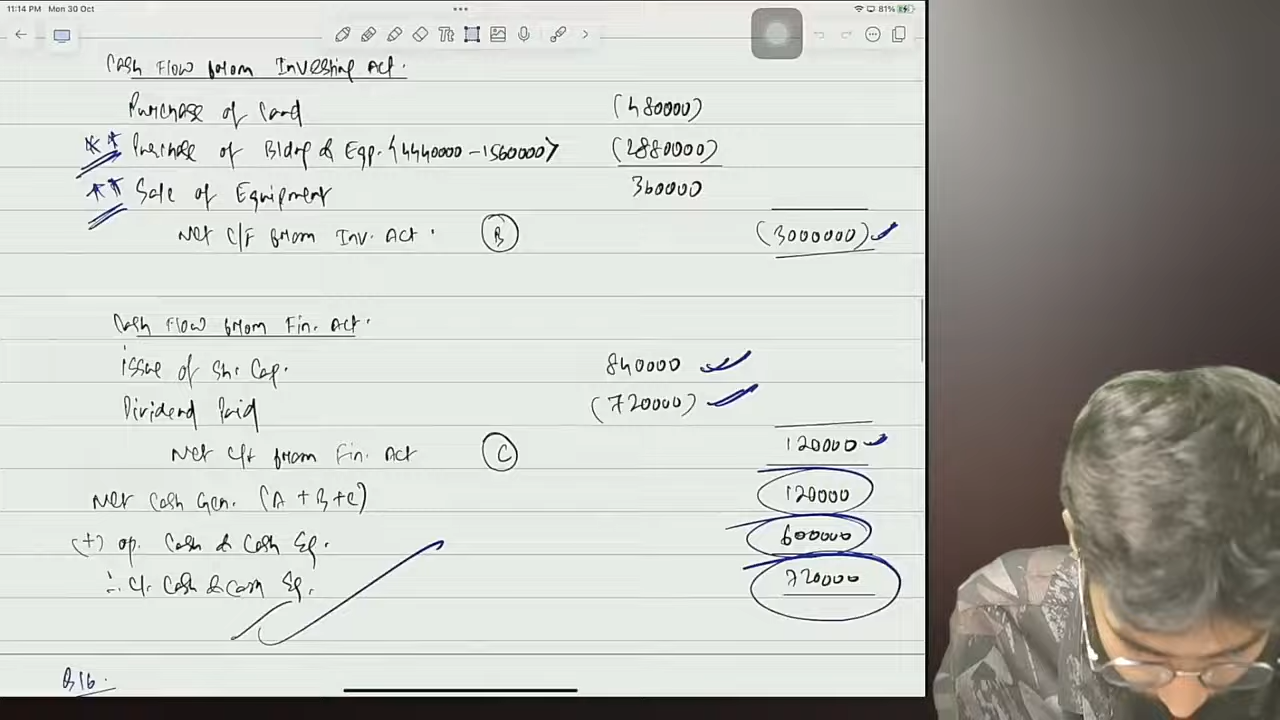 11:14 PM Mon 30 Oct
81%
Cash Flow from Investing Act.
Purchase of Land (480000)
** Purchase of Bldng & Eqp. {4440000 - 1560000} (2880000)
** Sale of Equipment 360000
Net C/F from Inv. Act. (B) (3000000)
Cash Flow from Fin. Act.
issue of Sh. Cap. 840000
Dividend Paid (720000)
Net C/F from Fin. Act (C) 120000
Net Cash Gen. (A + B + C) 120000
(+) op. Cash & Cash Eq. 600000
∴ Cl. Cash & Cash Eq. 720000
B16.